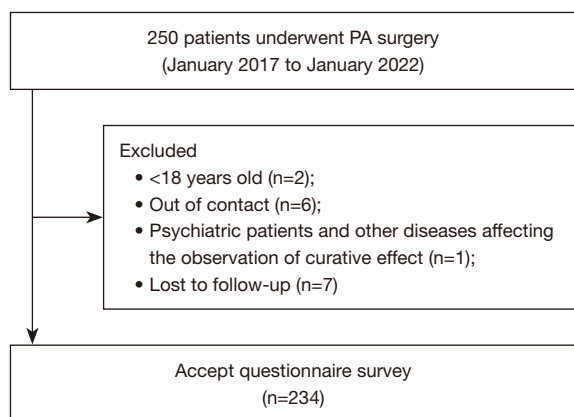 250 patients underwent PA surgery
(January 2017 to January 2022)
Excluded
• <18 years old (n=2);
• Out of contact (n=6);
• Psychiatric patients and other diseases affecting
the observation of curative effect (n=1);
• Lost to follow-up (n=7)
Accept questionnaire survey
(n=234)